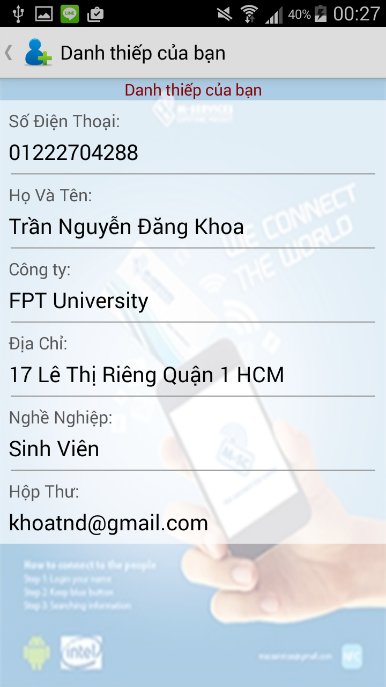 40% 00:27
Danh thiếp của bạn
Danh thiếp của bạn
Số Điện Thoại:
01222704288
Họ Và Tên:
Trần Nguyễn Đăng Khoa
WE CONNECT
THE WORLD
Công ty:
FPT University
Địa Chỉ:
17 Lê Thị Riêng Quận 1 HCM
Nghề Nghiệp:
Sinh Viên
Hộp Thư:
khoatnd@gmail.com
How to connect to the people
Step 1: Login your name
Step 2: Keep blue button
Step 3: Searching information
intel
NFC